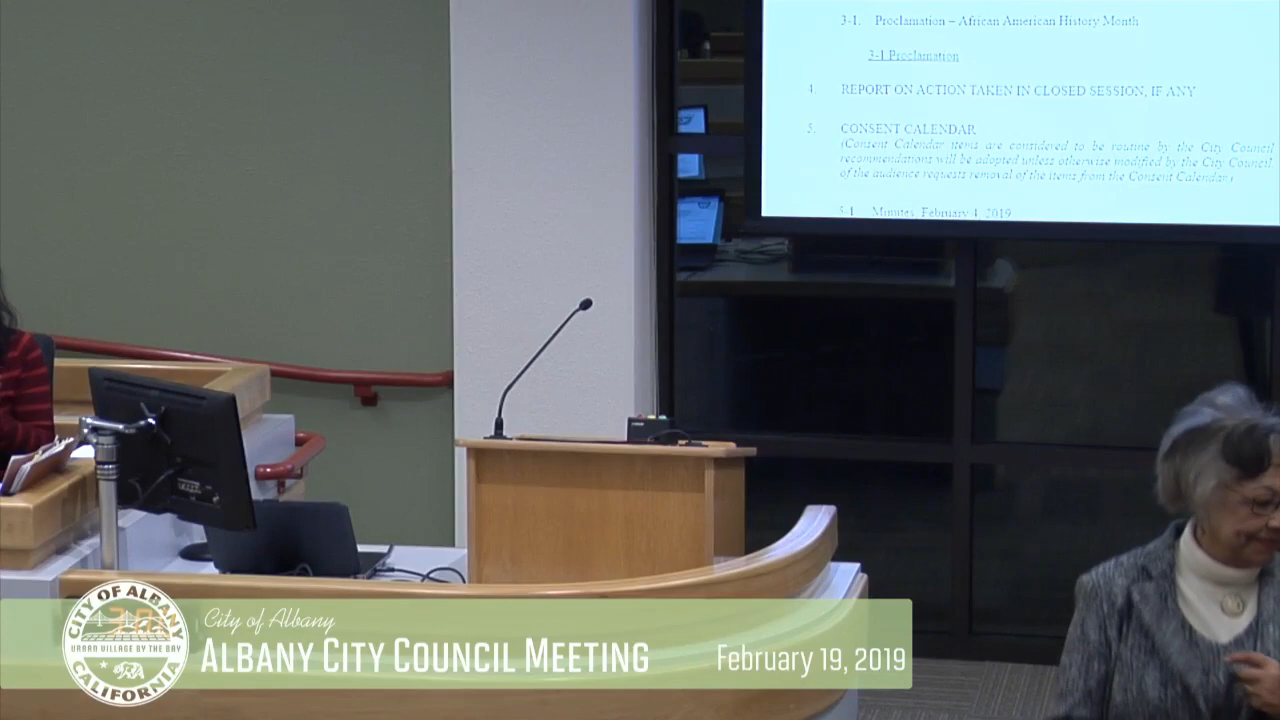 3-1. Proclamation – African American History Month
3-1 Proclamation
4. REPORT ON ACTION TAKEN IN CLOSED SESSION, IF ANY
5. CONSENT CALENDAR
(Consent Calendar items are considered to be routine by the City Council
recommendations will be adopted unless otherwise modified by the City Council
of the audience requests removal of the items from the Consent Calendar.)
5-1 Minutes, February 4, 2019
CITY OF ALBANY
URBAN VILLAGE BY THE BAY
CALIFORNIA
City of Albany
ALBANY CITY COUNCIL MEETING
February 19, 2019